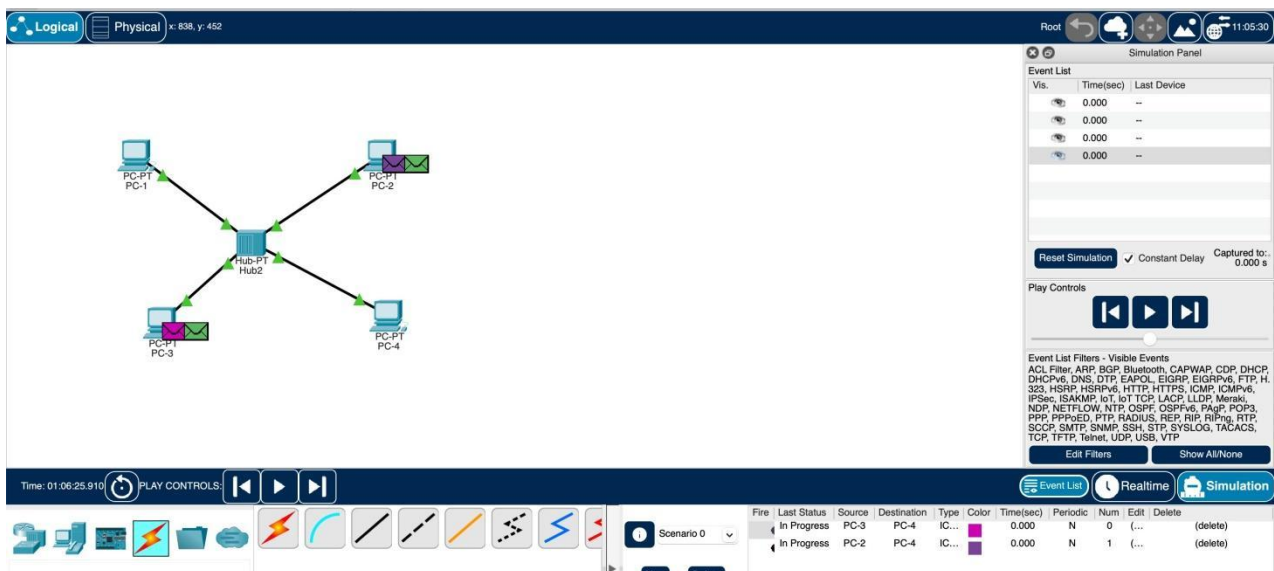 Logical Physical x: 838, y: 452 Root 11:05:30
Simulation Panel
Event List
Vis. Time(sec) Last Device
0.000 --
0.000 --
0.000 --
0.000 --
Reset Simulation Constant Delay Captured to:
0.000 s
Play Controls
Event List Filters - Visible Events
ACL Filter, ARP, BGP, Bluetooth, CAPWAP, CDP, DHCP,
DHCPv6, DNS, DTP, EAPOL, EIGRP, EIGRPv6, FTP, H.
323, HSRP, HSRPv6, HTTP, HTTPS, ICMP, ICMPv6,
IPSec, ISAKMP, IoT, IoT TCP, LACP, LLDP, Meraki,
NDP, NETFLOW, NTP, OSPF, OSPFv6, PAgP, POP3,
PPP, PPPoED, PTP, RADIUS, REP, RIP, RIPng, RTP,
SCCP, SMTP, SNMP, SSH, STP, SYSLOG, TACACS,
TCP, TFTP, Telnet, UDP, USB, VTP
Edit Filters Show All/None
PC-PT
PC-1
PC-PT
PC-2
Hub-PT
Hub2
PC-PT
PC-3
PC-PT
PC-4
Time: 01:06:25.910 PLAY CONTROLS: Event List Realtime Simulation
Scenario 0
Fire Last Status Source Destination Type Color Time(sec) Periodic Num Edit Delete
In Progress PC-3 PC-4 IC... 0.000 N 0 (... (delete)
In Progress PC-2 PC-4 IC... 0.000 N 1 (... (delete)